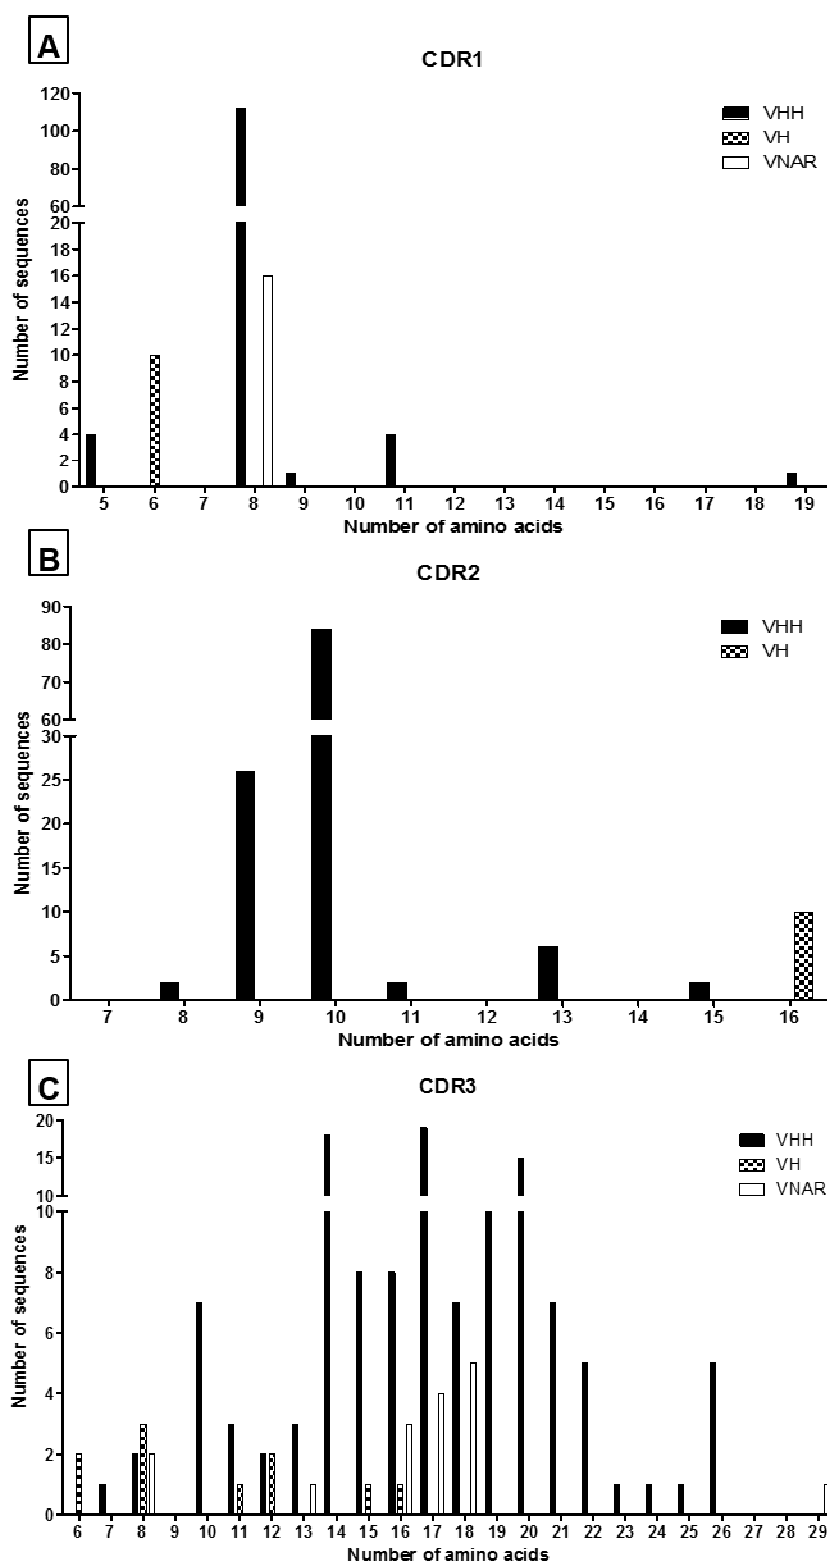 A
CDR1
120
100
80
60
20
18
16
14
12
10
8
6
4
2
0
Number of sequences
VHH
VH
VNAR
5 6 7 8 9 10 11 12 13 14 15 16 17 18 19
Number of amino acids
B
CDR2
90
80
70
60
30
25
20
15
10
5
0
Number of sequences
VHH
VH
7 8 9 10 11 12 13 14 15 16
Number of amino acids
C
CDR3
20
15
10
10
8
6
4
2
0
Number of sequences
VHH
VH
VNAR
6 7 8 9 10 11 12 13 14 15 16 17 18 19 20 21 22 23 24 25 26 27 28 29
Number of amino acids